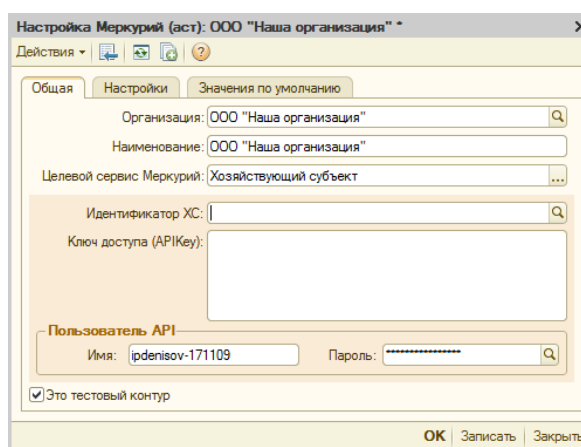 Настройка Меркурий (аст): ООО "Наша организация" *
Действия
Общая Настройки Значения по умолчанию
Организация: ООО "Наша организация"
Наименование: ООО "Наша организация"
Целевой сервис Меркурий: Хозяйствующий субъект ...
Идентификатор ХС:
Ключ доступа (APIKey):
Пользователь API
Имя: ipdenisov-171109 Пароль: ****************
Это тестовый контур
OK Записать Закрыть